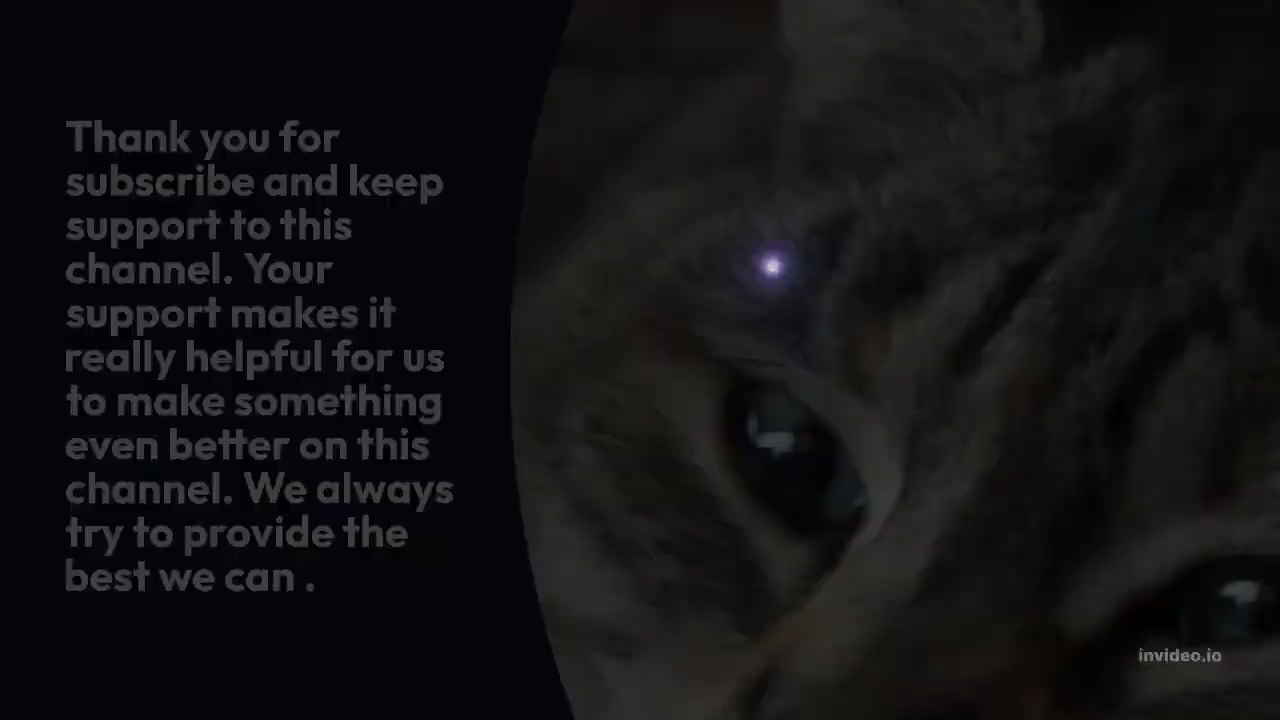 Thank you for
subscribe and keep
support to this
channel. Your
support makes it
really helpful for us
to make something
even better on this
channel. We always
try to provide the
best we can .
invideo.io